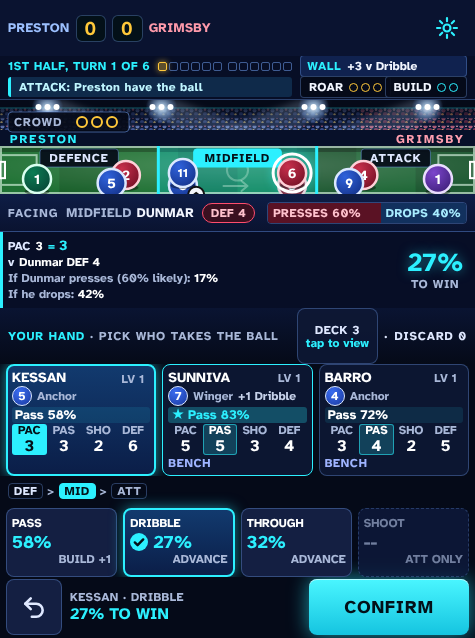 PRESTON 0 0 GRIMSBY
1ST HALF, TURN 1 OF 6
WALL +3 v Dribble
ATTACK: Preston have the ball
ROAR BUILD
CROWD
PRESTON GRIMSBY
DEFENCE MIDFIELD ATTACK
1 5 2 11 6 9 4 1
FACING MIDFIELD DUNMAR DEF 4 PRESSES 60% DROPS 40%
PAC 3 = 3
v Dunmar DEF 4
If Dunmar presses (60% likely): 17%
If he drops: 42%
27%
TO WIN
YOUR HAND · PICK WHO TAKES THE BALL
DECK 3
tap to view
· DISCARD 0
KESSAN LV 1
5 Anchor
Pass 58%
PAC PAS SHO DEF
3 3 2 6
SUNNIVA LV 1
7 Winger +1 Dribble
★ Pass 83%
PAC PAS SHO DEF
5 5 3 4
BENCH
BARRO LV 1
4 Anchor
Pass 72%
PAC PAS SHO DEF
3 4 2 5
BENCH
DEF > MID > ATT
PASS
58%
BUILD +1
DRIBBLE
27%
ADVANCE
THROUGH
32%
ADVANCE
SHOOT
--
ATT ONLY
KESSAN · DRIBBLE
27% TO WIN
CONFIRM